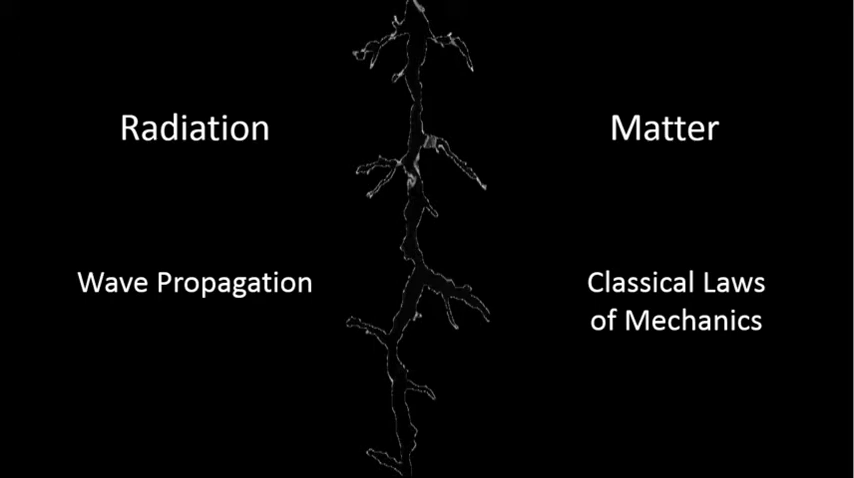 Radiation
Matter
Wave Propagation
Classical Laws
of Mechanics